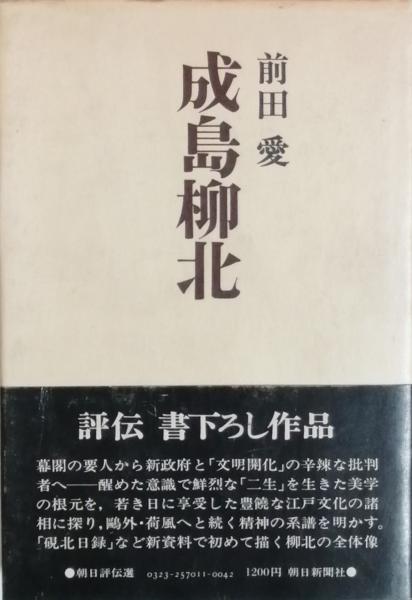 前田 愛
成島柳北
評伝 書下ろし作品
幕閣の要人から新政府と「文明開化」の辛辣な批判
者へ──醒めた意識で鮮烈な「二生」を生きた美学
の根元を，若き日に享受した豊饒な江戸文化の諸
相に探り，鷗外・荷風へと続く精神の系譜を明かす。
「硯北日録」など新資料で初めて描く柳北の全体像
●朝日評伝選 0323-257011-0042 1200円 朝日新聞社●